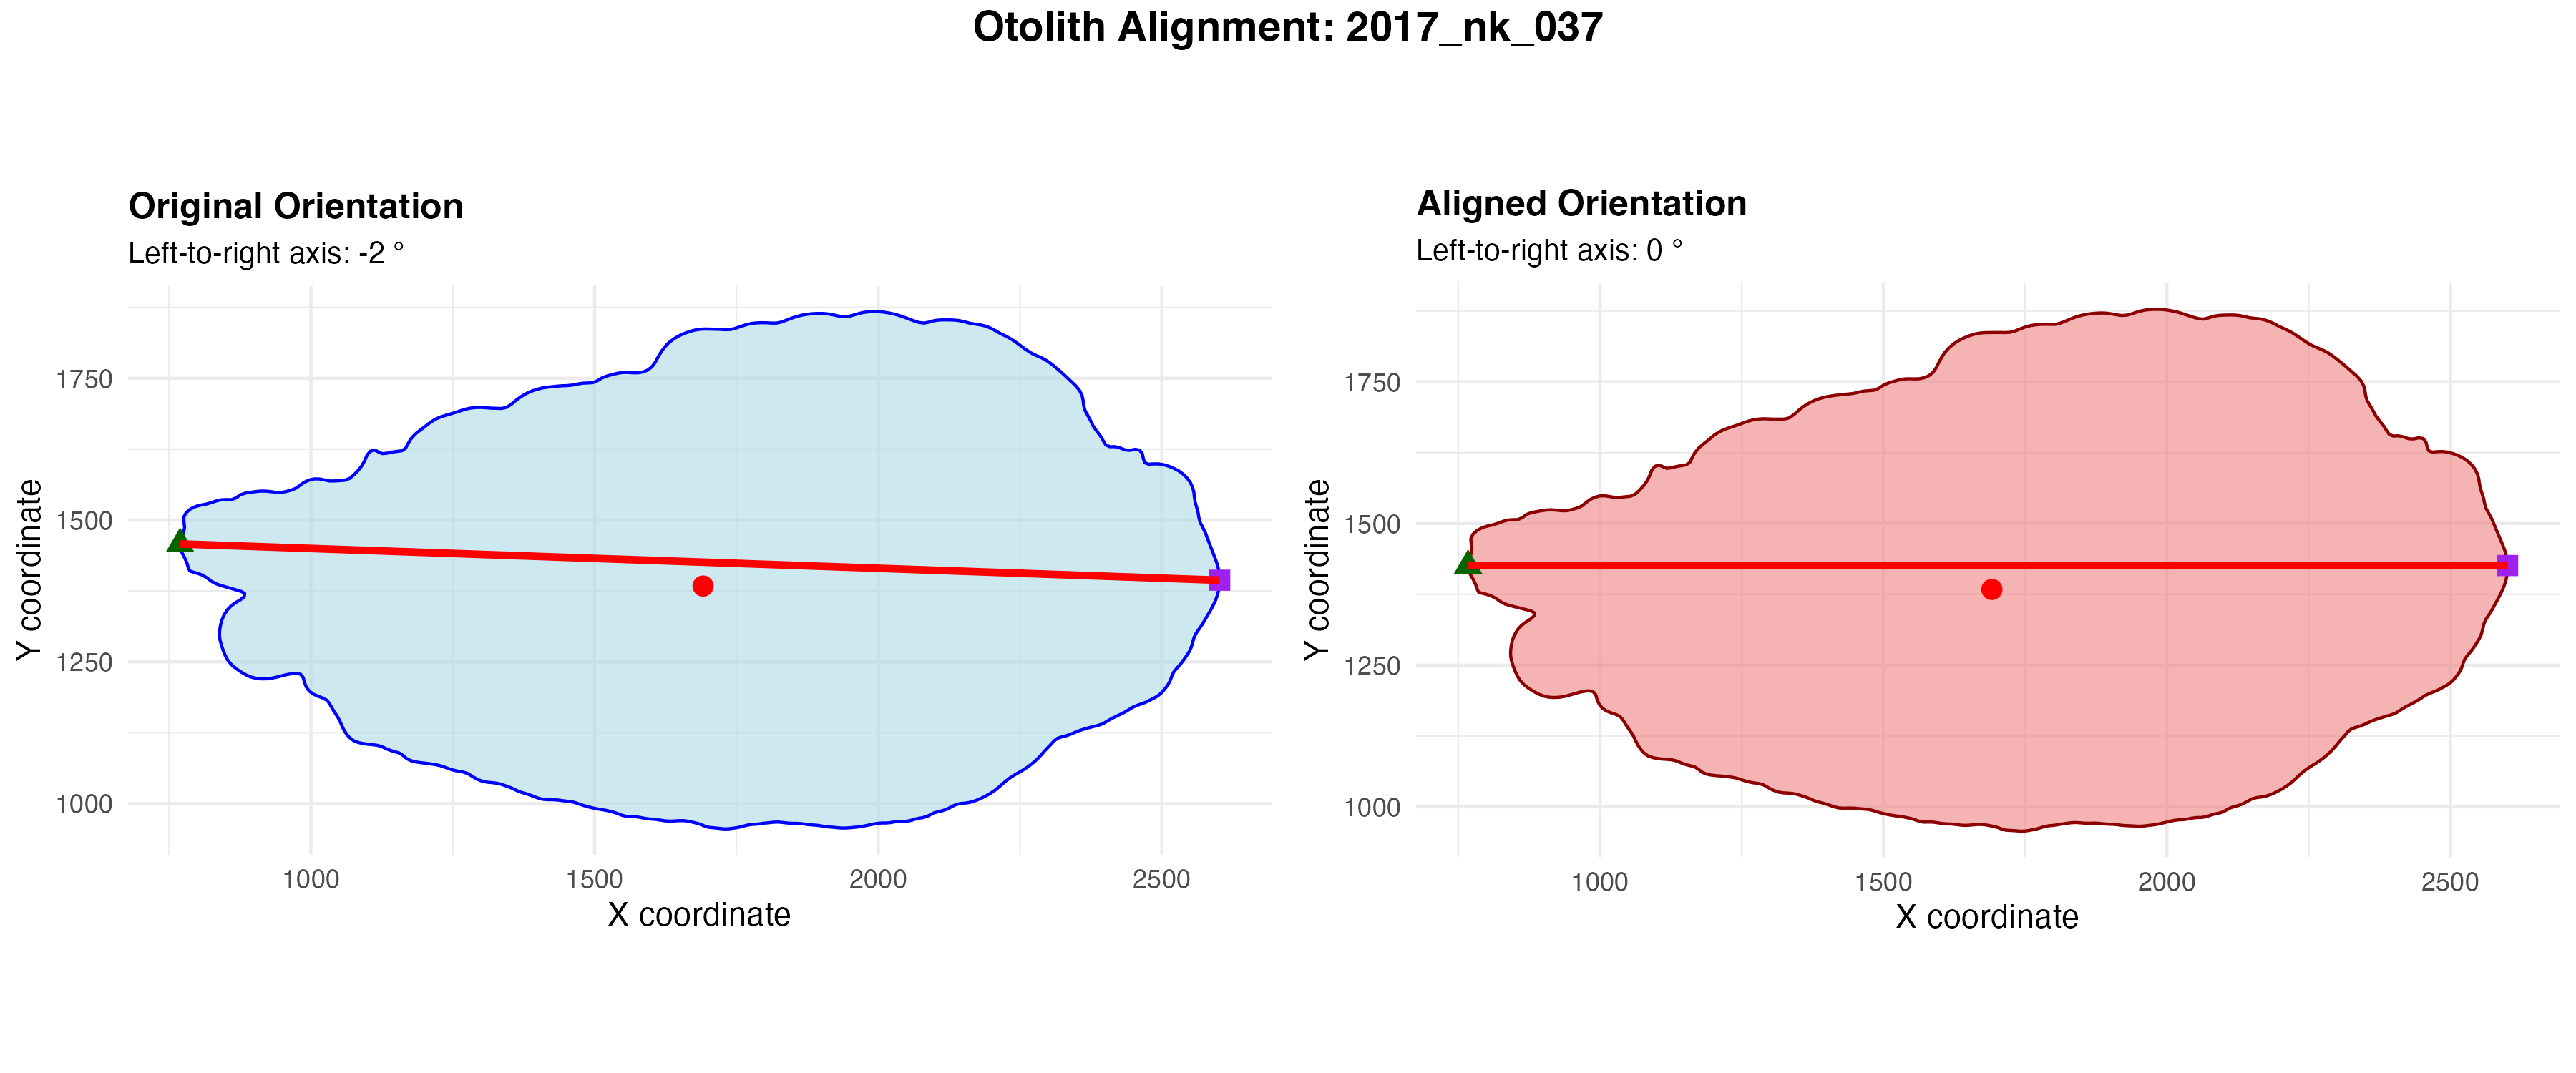 Otolith Alignment: 2017_nk_037
Original Orientation
Left-to-right axis: -2 °
1750
1500
1250
1000
Y coordinate
1000 1500 2000 2500
X coordinate
Aligned Orientation
Left-to-right axis: 0 °
1750
1500
1250
1000
Y coordinate
1000 1500 2000 2500
X coordinate